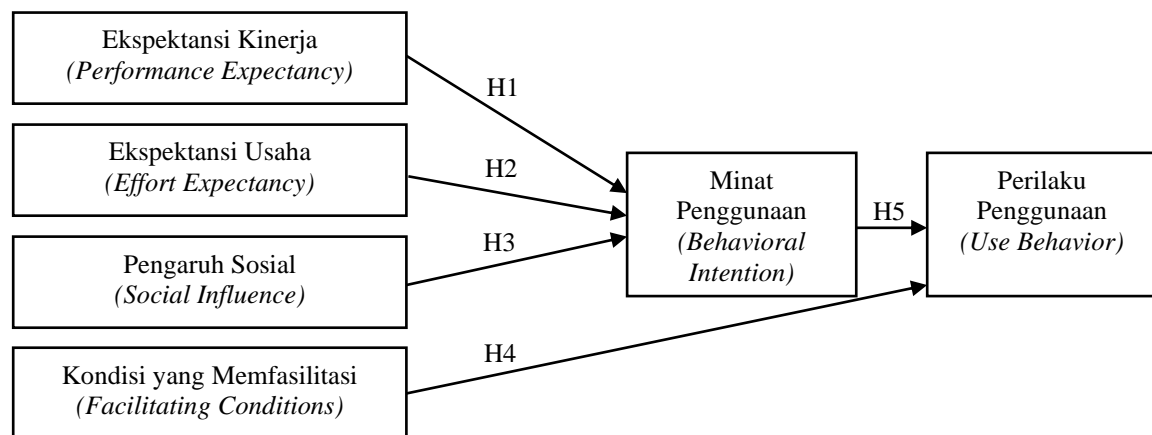 Ekspektansi Kinerja
(Performance Expectancy)
H1
Ekspektansi Usaha
(Effort Expectancy)
H2
Pengaruh Sosial
(Social Influence)
H3
Kondisi yang Memfasilitasi
(Facilitating Conditions)
H4
Minat
Penggunaan
(Behavioral
Intention)
H5
Perilaku
Penggunaan
(Use Behavior)